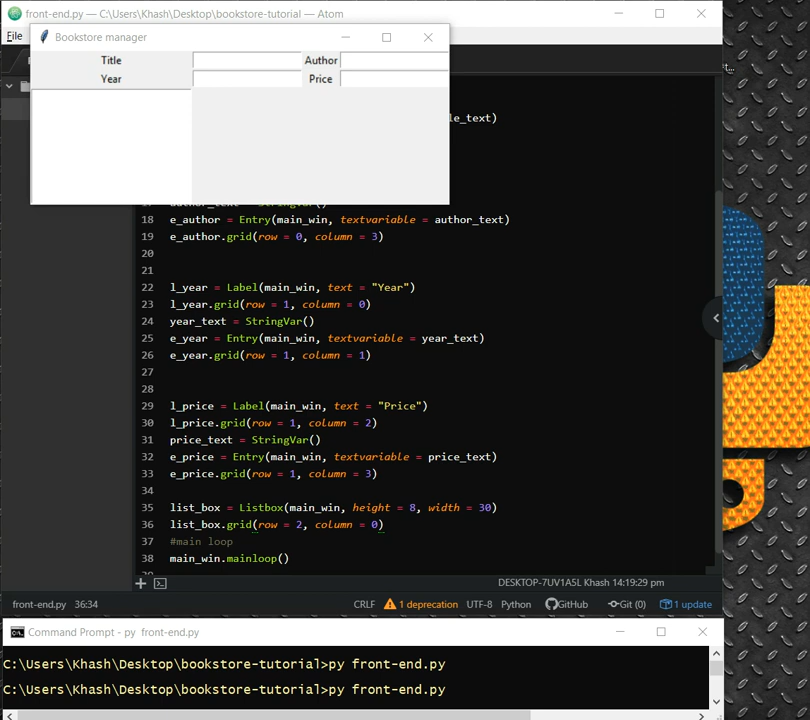 front-end.py — C:\Users\Khash\Desktop\bookstore-tutorial — Atom
File
Bookstore manager
Title
Author
Year
Price
le_text)
18 e_author = Entry(main_win, textvariable = author_text)
19 e_author.grid(row = 0, column = 3)
20
21
22 l_year = Label(main_win, text = "Year")
23 l_year.grid(row = 1, column = 0)
24 year_text = StringVar()
25 e_year = Entry(main_win, textvariable = year_text)
26 e_year.grid(row = 1, column = 1)
27
28
29 l_price = Label(main_win, text = "Price")
30 l_price.grid(row = 1, column = 2)
31 price_text = StringVar()
32 e_price = Entry(main_win, textvariable = price_text)
33 e_price.grid(row = 1, column = 3)
34
35 list_box = Listbox(main_win, height = 8, width = 30)
36 list_box.grid(row = 2, column = 0)
37 #main loop
38 main_win.mainloop()
DESKTOP-7UV1A5L Khash 14:19:29 pm
front-end.py 36:34 CRLF 1 deprecation UTF-8 Python GitHub Git (0) 1 update
Command Prompt - py front-end.py
C:\Users\Khash\Desktop\bookstore-tutorial>py front-end.py
C:\Users\Khash\Desktop\bookstore-tutorial>py front-end.py